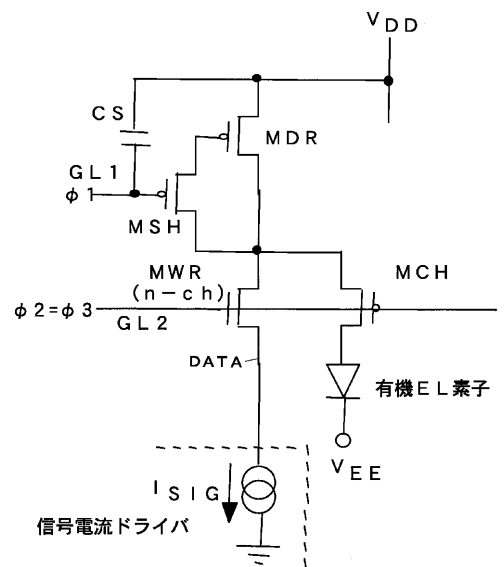 VDD
CS
MDR
GL1
φ1
MSH
MWR
(n-ch)
MCH
φ2=φ3
GL2
DATA
有機EL素子
VEE
ISIG
信号電流ドライバ